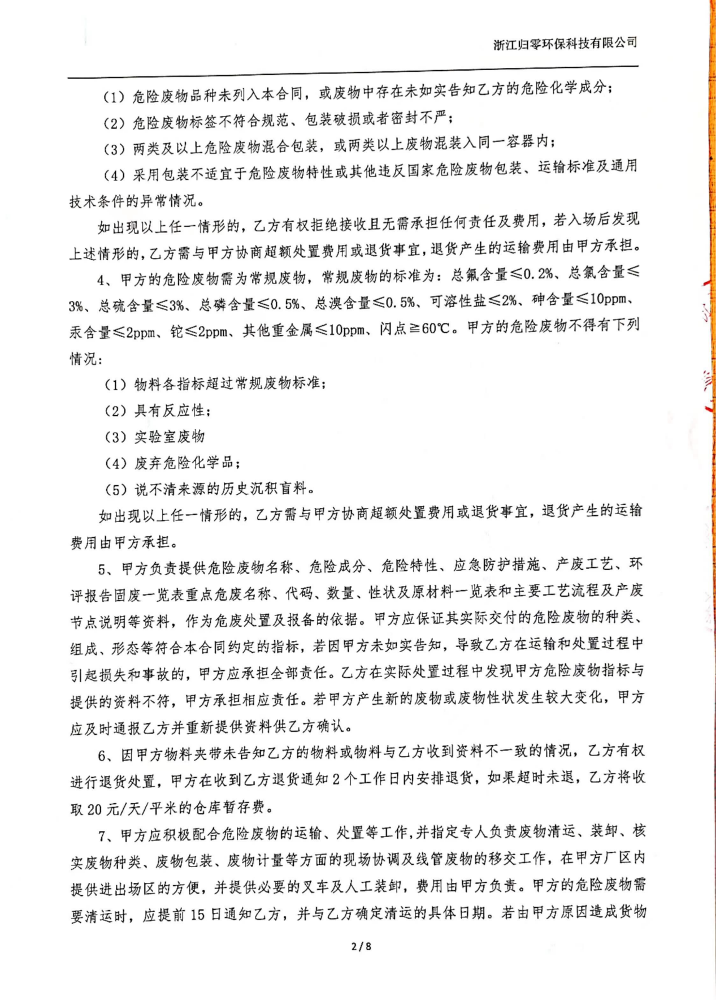 浙江归零环保科技有限公司
（1）危险废物品种未列入本合同，或废物中存在未如实告知乙方的危险化学成分；
（2）危险废物标签不符合规范、包装破损或者密封不严；
（3）两类及以上危险废物混合包装，或两类以上废物混装入同一容器内；
（4）采用包装不适宜于危险废物特性或其他违反国家危险废物包装、运输标准及通用
技术条件的异常情况。
如出现以上任一情形的，乙方有权拒绝接收且无需承担任何责任及费用，若入场后发现
上述情形的，乙方需与甲方协商超额处置费用或退货事宜，退货产生的运输费用由甲方承担。
4、甲方的危险废物需为常规废物，常规废物的标准为：总氟含量≤0.2%、总氯含量≤
3%、总硫含量≤3%、总磷含量≤0.5%、总溴含量≤0.5%、可溶性盐≤2%、砷含量≤10ppm、
汞含量≤2ppm、铊≤2ppm、其他重金属≤10ppm、闪点≧60℃。甲方的危险废物不得有下列
情况：
（1）物料各指标超过常规废物标准；
（2）具有反应性；
（3）实验室废物
（4）废弃危险化学品；
（5）说不清来源的历史沉积盲料。
如出现以上任一情形的，乙方需与甲方协商超额处置费用或退货事宜，退货产生的运输
费用由甲方承担。
5、甲方负责提供危险废物名称、危险成分、危险特性、应急防护措施、产废工艺、环
评报告固废一览表重点危废名称、代码、数量、性状及原材料一览表和主要工艺流程及产废
节点说明等资料，作为危废处置及报备的依据。甲方应保证其实际交付的危险废物的种类、
组成、形态等符合本合同约定的指标，若因甲方未如实告知，导致乙方在运输和处置过程中
引起损失和事故的，甲方应承担全部责任。乙方在实际处置过程中发现甲方危险废物指标与
提供的资料不符，甲方承担相应责任。若甲方产生新的废物或废物性状发生较大变化，甲方
应及时通报乙方并重新提供资料供乙方确认。
6、因甲方物料夹带未告知乙方的物料或物料与乙方收到资料不一致的情况，乙方有权
进行退货处置，甲方在收到乙方退货通知 2 个工作日内安排退货，如果超时未退，乙方将收
取 20 元/天/平米的仓库暂存费。
7、甲方应积极配合危险废物的运输、处置等工作,并指定专人负责废物清运、装卸、核
实废物种类、废物包装、废物计量等方面的现场协调及线管废物的移交工作，在甲方厂区内
提供进出场区的方便，并提供必要的叉车及人工装卸，费用由甲方负责。甲方的危险废物需
要清运时，应提前 15 日通知乙方，并与乙方确定清运的具体日期。若由甲方原因造成货物
2/8